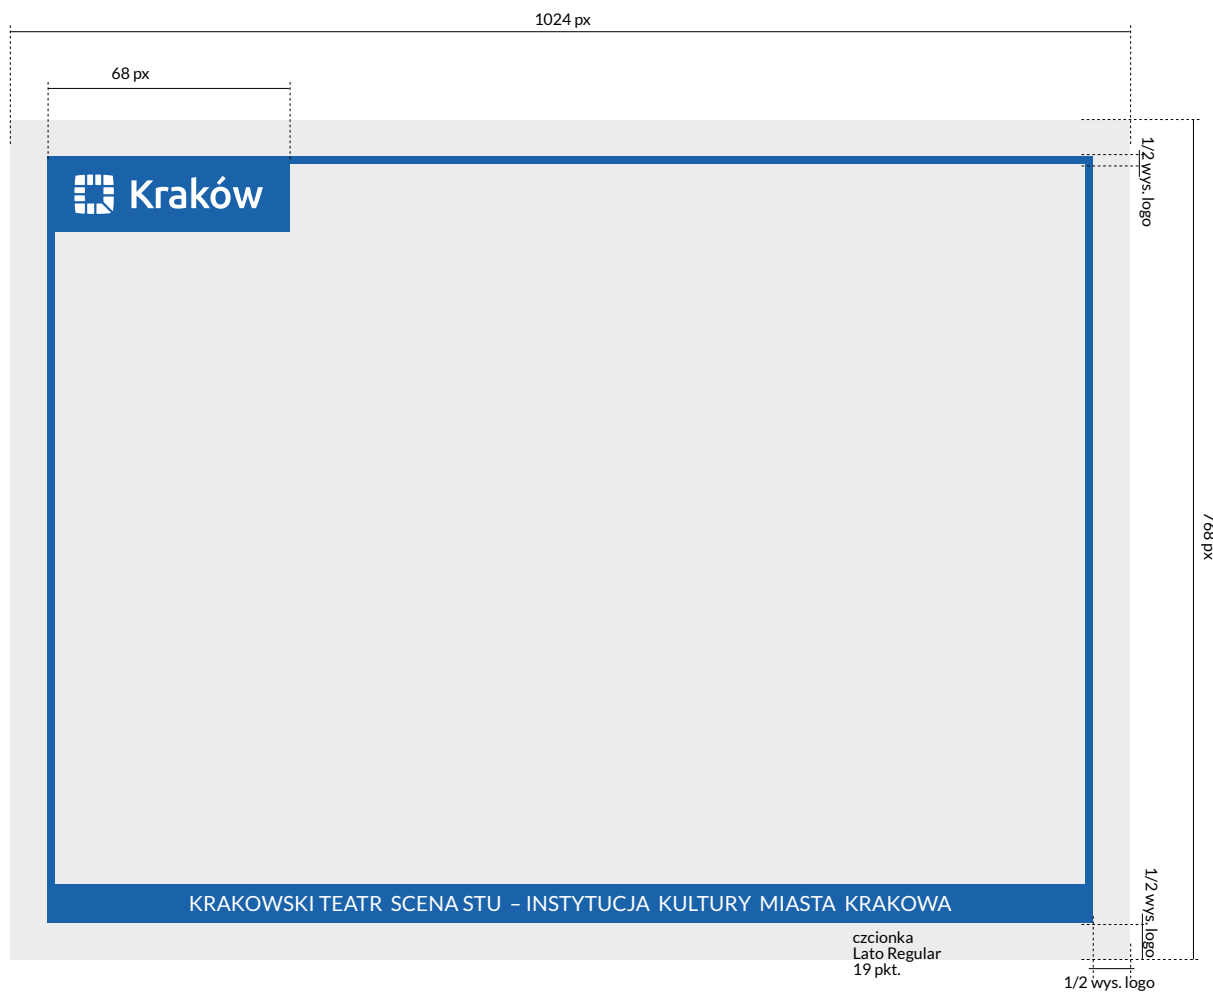 1024 px
68 px
1/2 wys. logo
Kraków
768 px
KRAKOWSKI TEATR SCENA STU – INSTYTUCJA KULTURY MIASTA KRAKOWA
1/2 wys. logo
czcionka
Lato Regular
19 pkt.
1/2 wys. logo